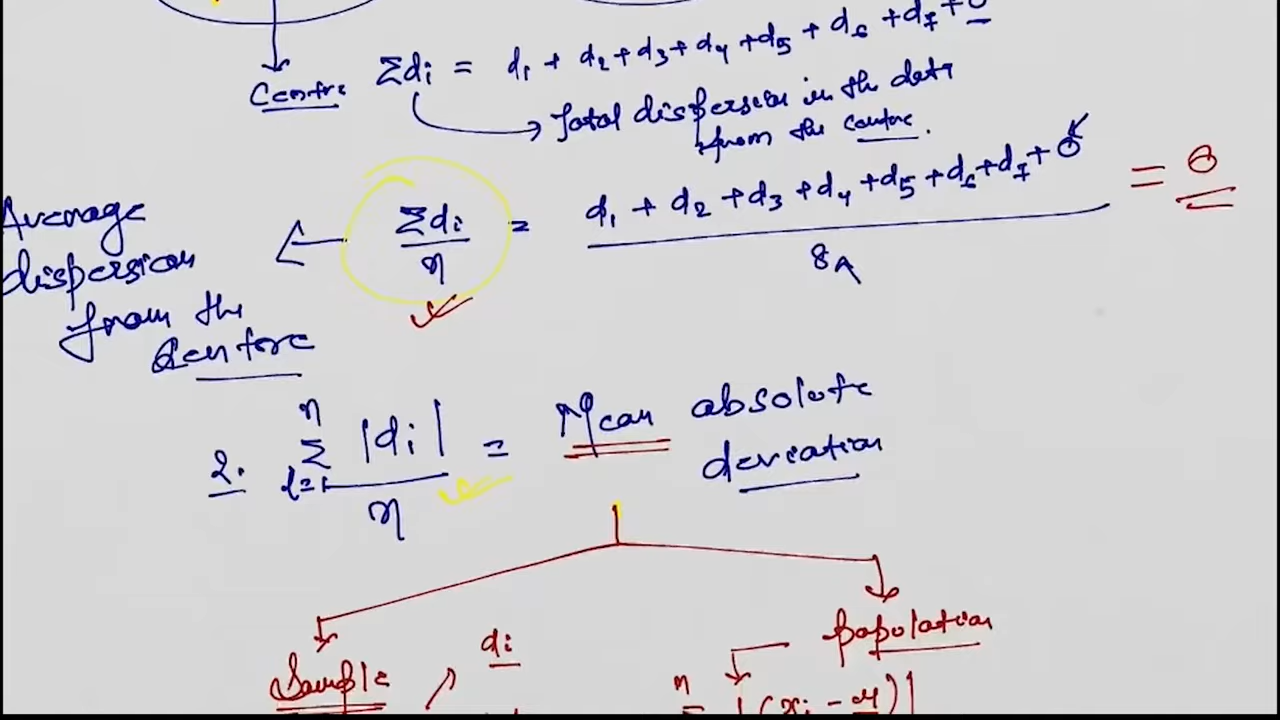 Centre
Σdi = d1 + d2 + d3 + d4 + d5 + d6 + d7 + 0
Total dispersion in the data
from the centre.
Average
dispersion
from the
Centre
Σdi / n = (d1 + d2 + d3 + d4 + d5 + d6 + d7 + 0) / 8 = 0
2. Σ i=1 n |di| / n = Mean absolute
deviation
Sample
di
population
n
|(xi - μ)|